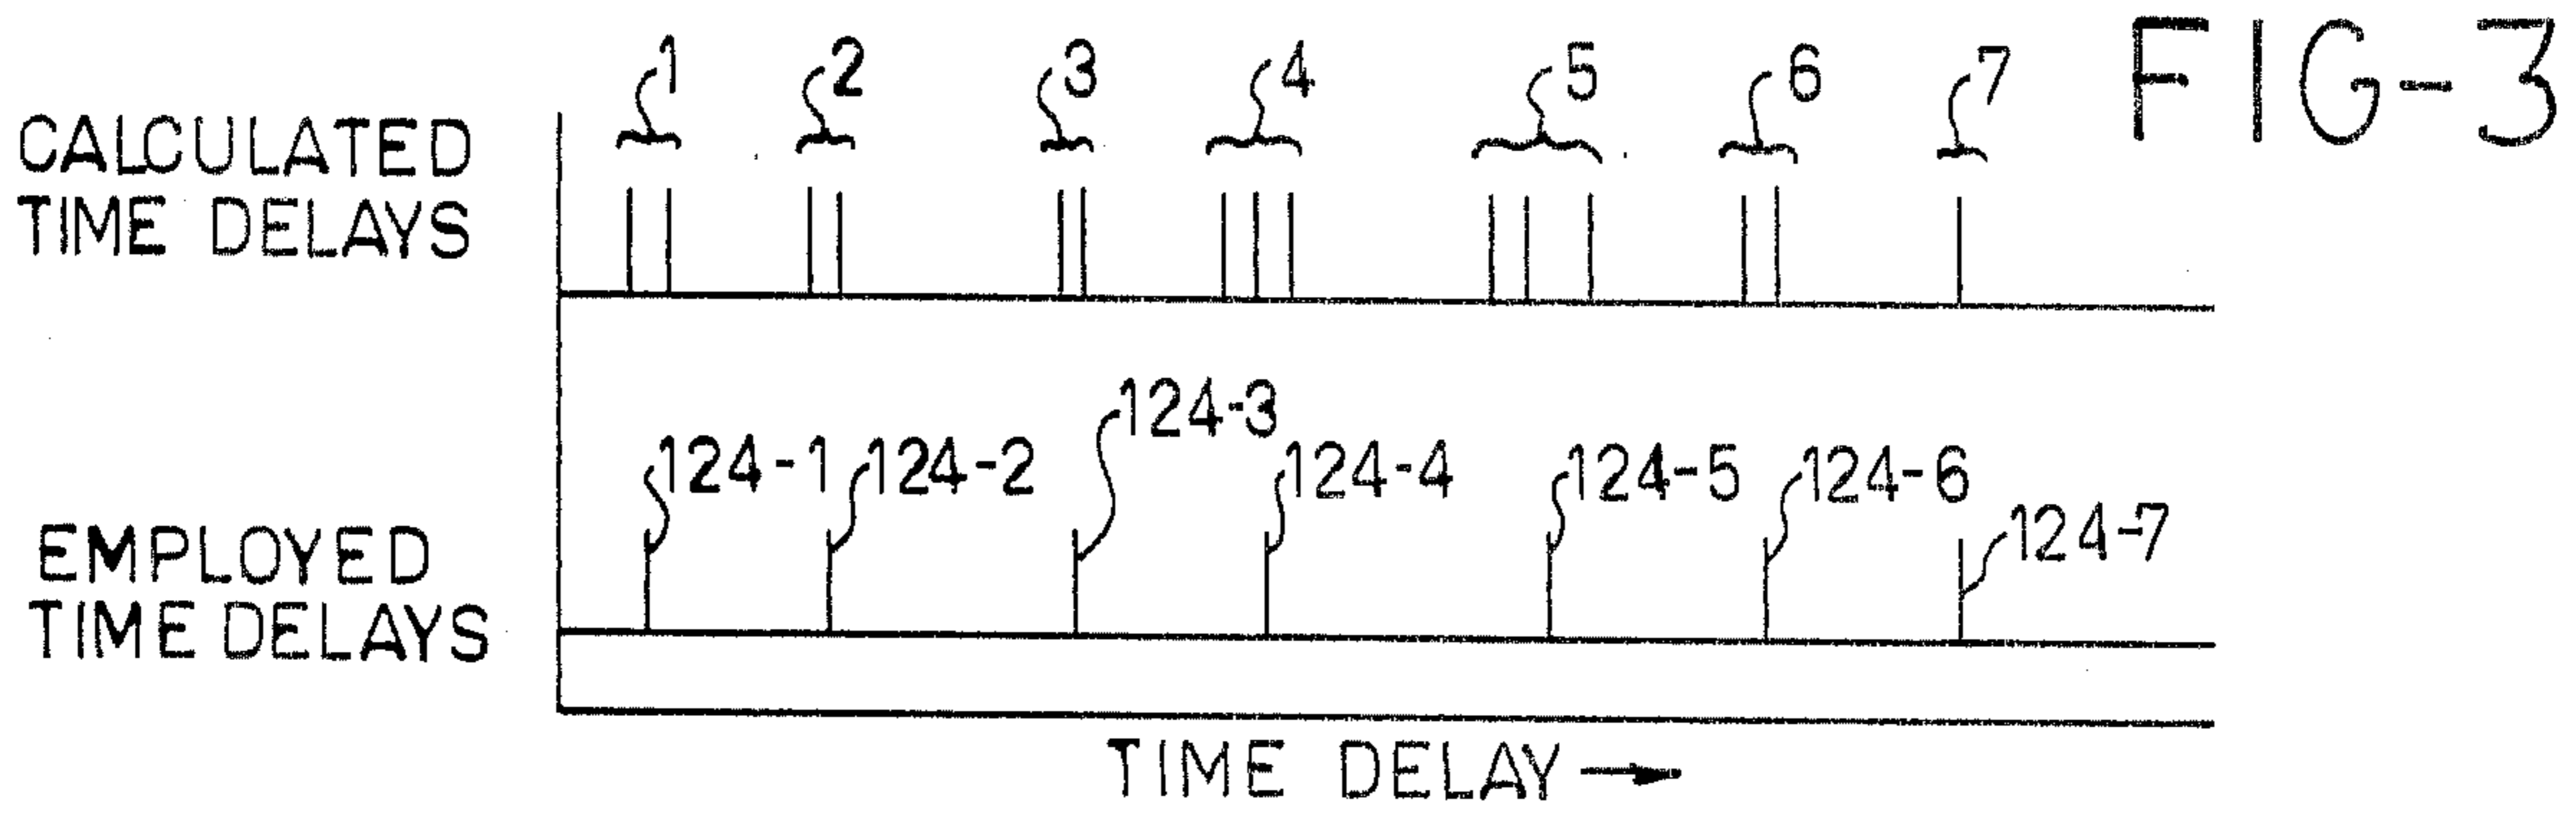 FIG-3
1 2 3 4 5 6 7
CALCULATED
TIME DELAYS
124-1 124-2 124-3 124-4 124-5 124-6 124-7
EMPLOYED
TIME DELAYS
TIME DELAY